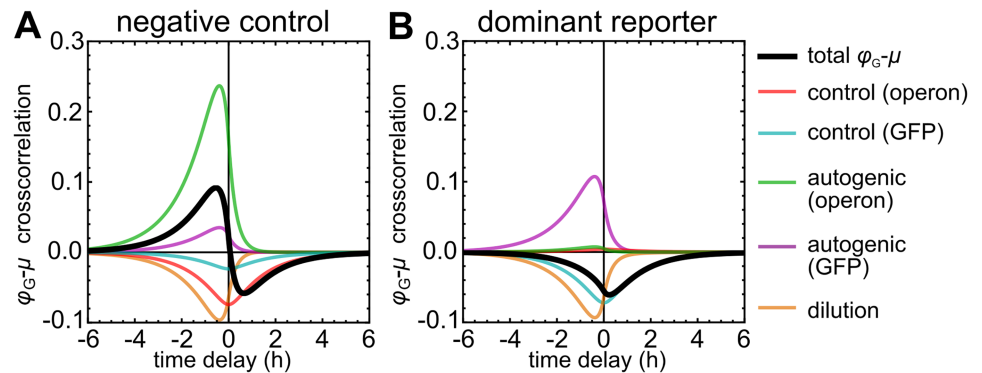 A negative control
B dominant reporter
φG-μ crosscorrelation
0.3
0.2
0.1
0.0
-0.1
-6 -4 -2 0 2 4 6
time delay (h)
φG-μ crosscorrelation
0.3
0.2
0.1
0.0
-0.1
-6 -4 -2 0 2 4 6
time delay (h)
total φG-μ
control (operon)
control (GFP)
autogenic
(operon)
autogenic
(GFP)
dilution